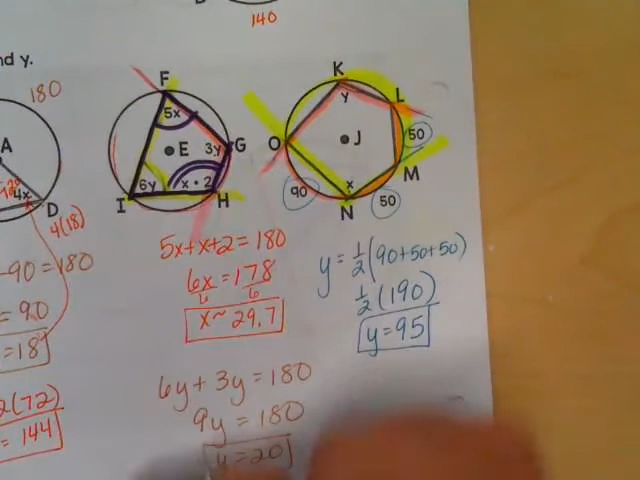 140
nd y.
180
A
4x
D
4(18)
-90=180
= 90
=18
2(72)
= 144
F
5x
E
3y
G
6y
x · 2
I
H
5x+x+2=180
6x=178
6 6
x~29.7
6y+3y=180
9y=180
y=20
K
y
L
50
O
J
M
x
90
N
50
y=½(90+50+50)
½(190)
y=95